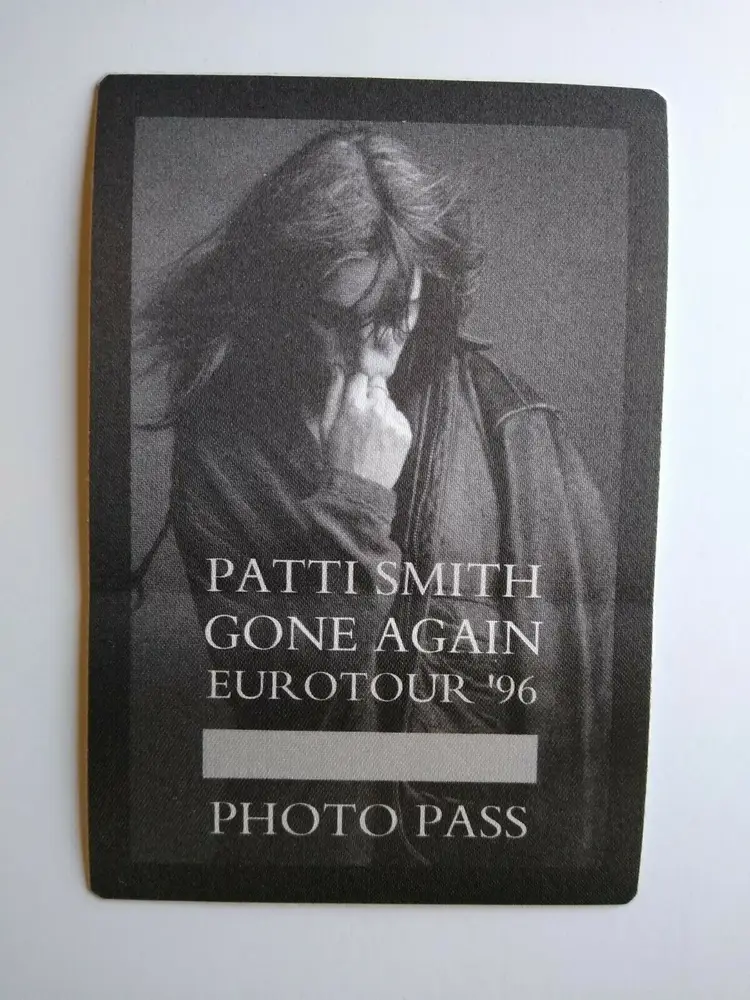 PATTI SMITH
GONE AGAIN
EUROTOUR '96
PHOTO PASS